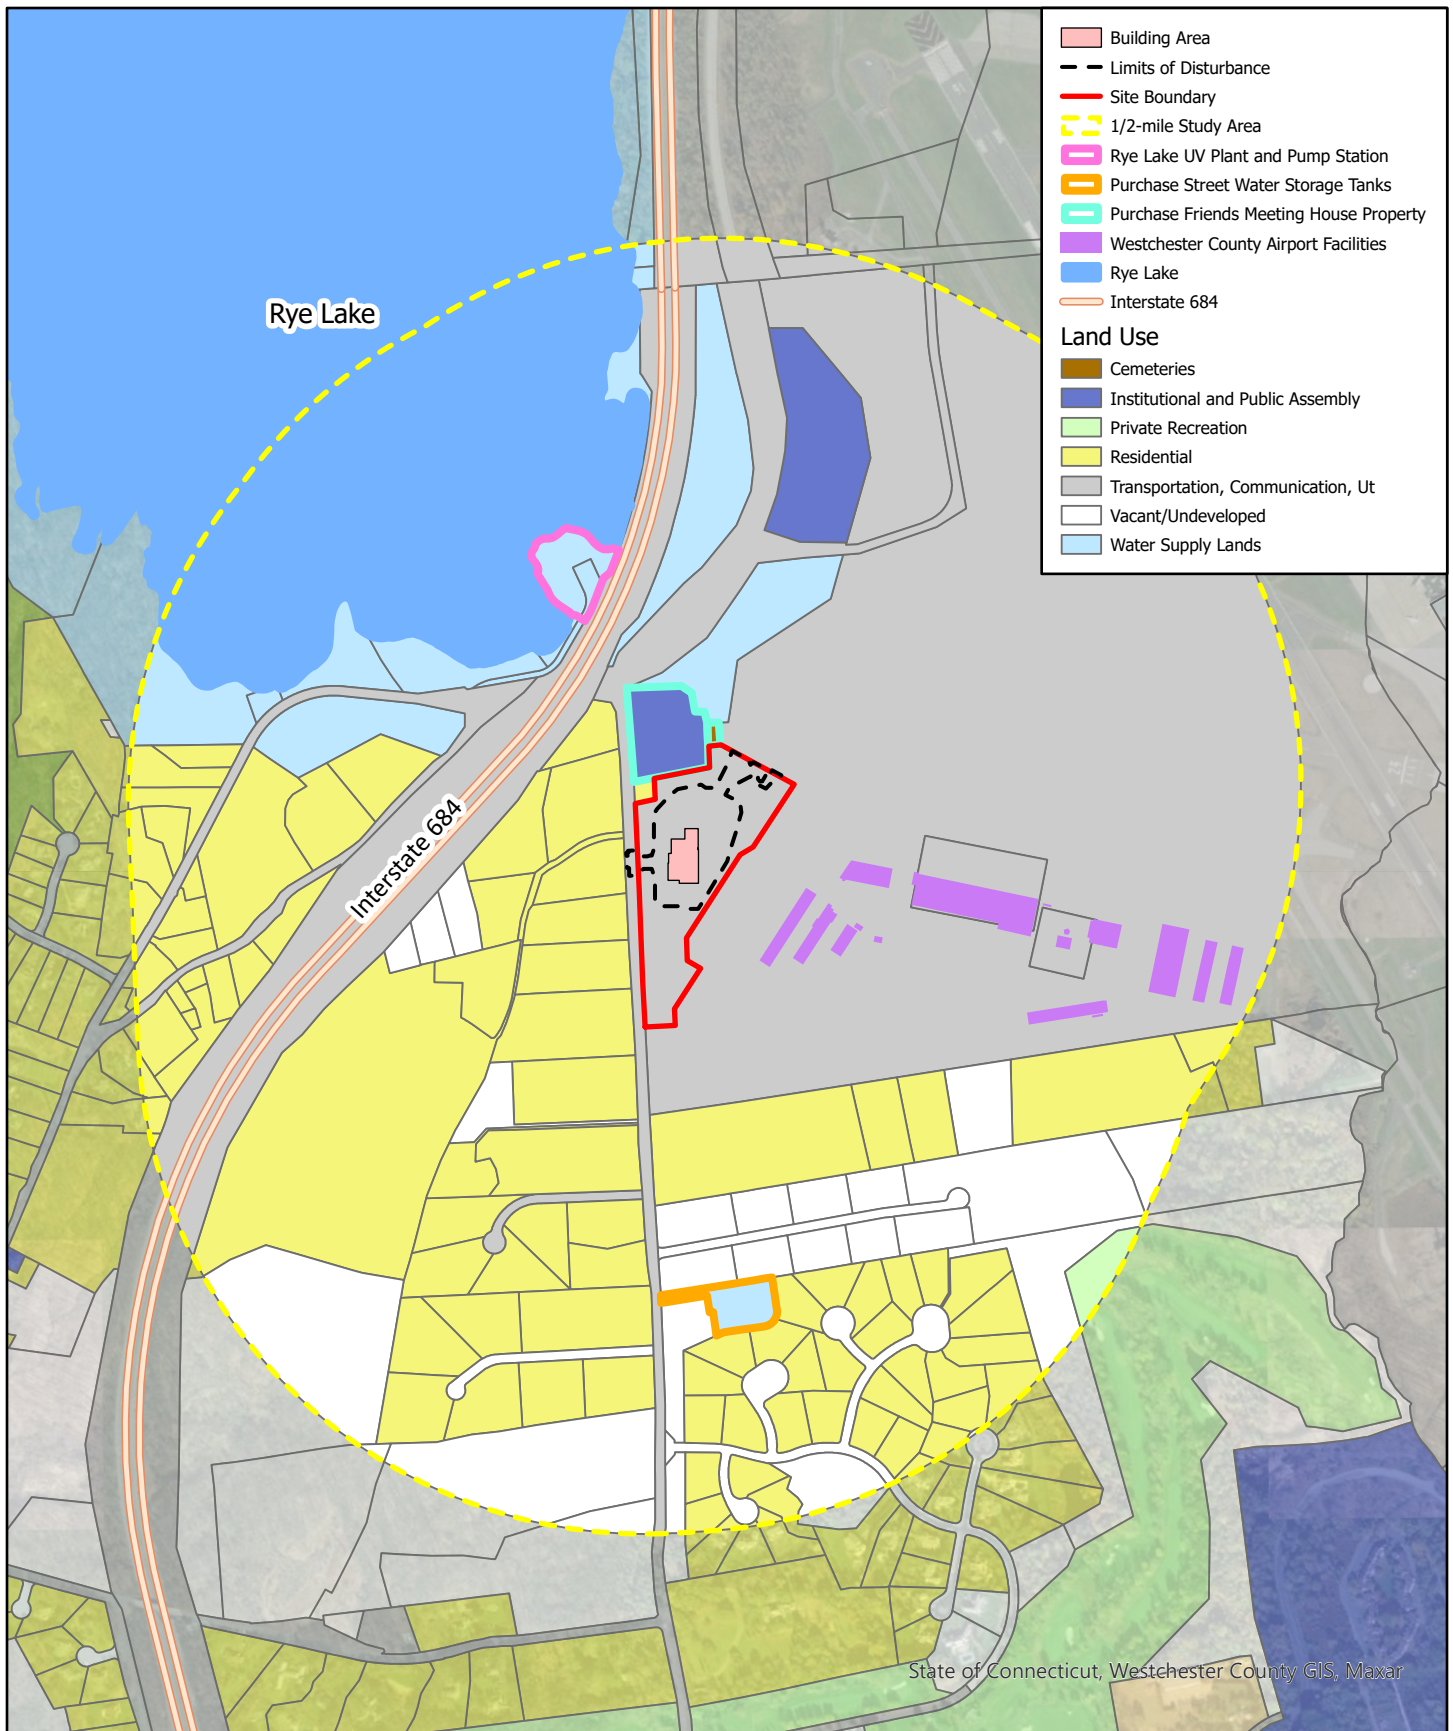 Building Area
Limits of Disturbance
Site Boundary
1/2-mile Study Area
Rye Lake UV Plant and Pump Station
Purchase Street Water Storage Tanks
Purchase Friends Meeting House Property
Westchester County Airport Facilities
Rye Lake
Interstate 684
Land Use
Cemeteries
Institutional and Public Assembly
Private Recreation
Residential
Transportation, Communication, Ut
Vacant/Undeveloped
Water Supply Lands
Rye Lake
Interstate 684
State of Connecticut, Westchester County GIS, Maxar